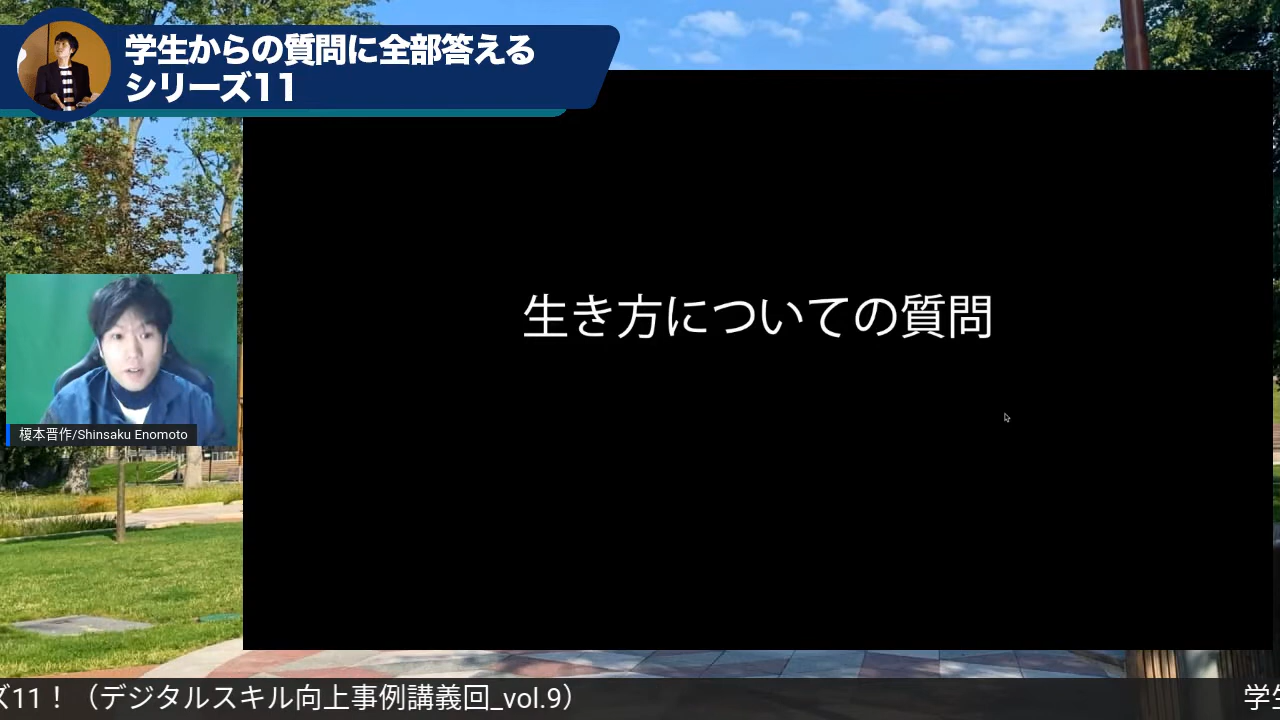 学生からの質問に全部答える
シリーズ11
生き方についての質問
榎本晋作/Shinsaku Enomoto
ズ11！（デジタルスキル向上事例講義回_vol.9）
学生